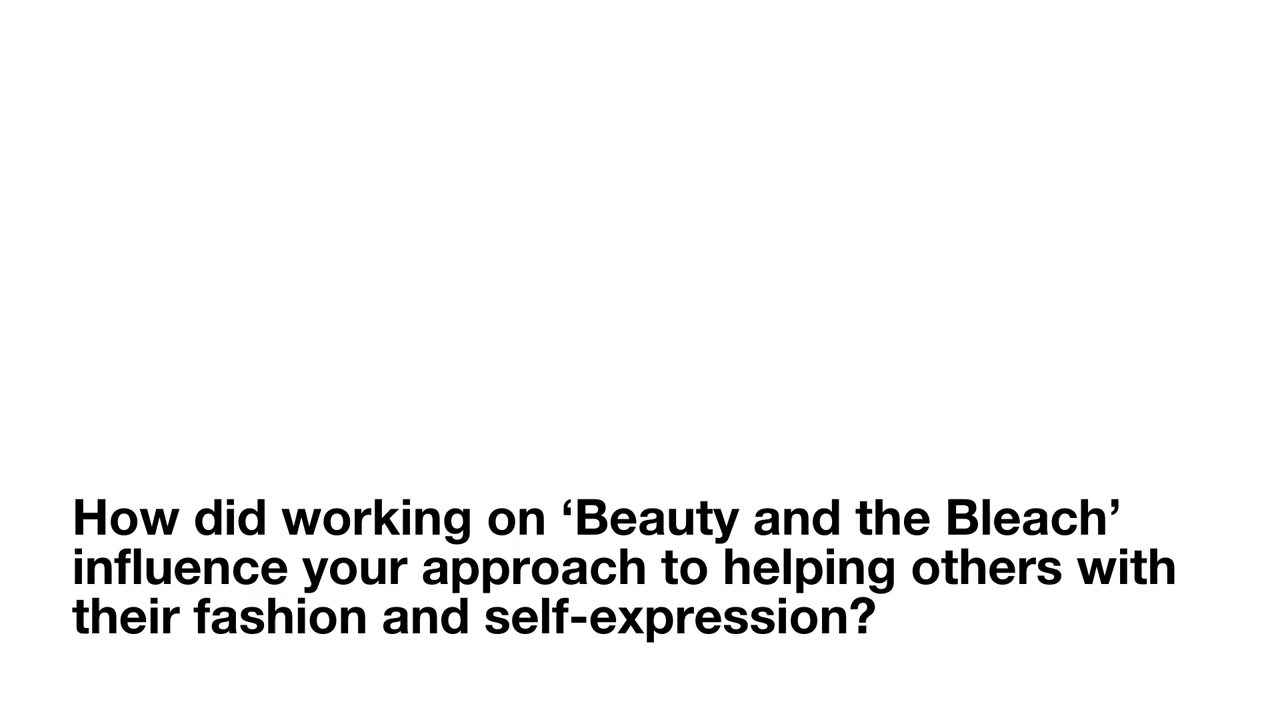 How did working on ‘Beauty and the Bleach’
influence your approach to helping others with
their fashion and self-expression?